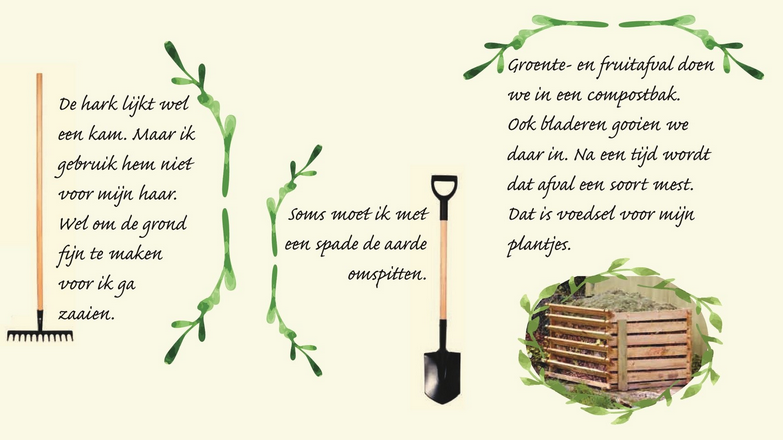 De hark lijkt wel
een kam. Maar ik
gebruik hem niet
voor mijn haar.
Wel om de grond
fijn te maken
voor ik ga
zaaien.
Soms moet ik met
een spade de aarde
omspitten.
Groente- en fruitafval doen
we in een compostbak.
Ook bladeren gooien we
daar in. Na een tijd wordt
dat afval een soort mest.
Dat is voedsel voor mijn
plantjes.